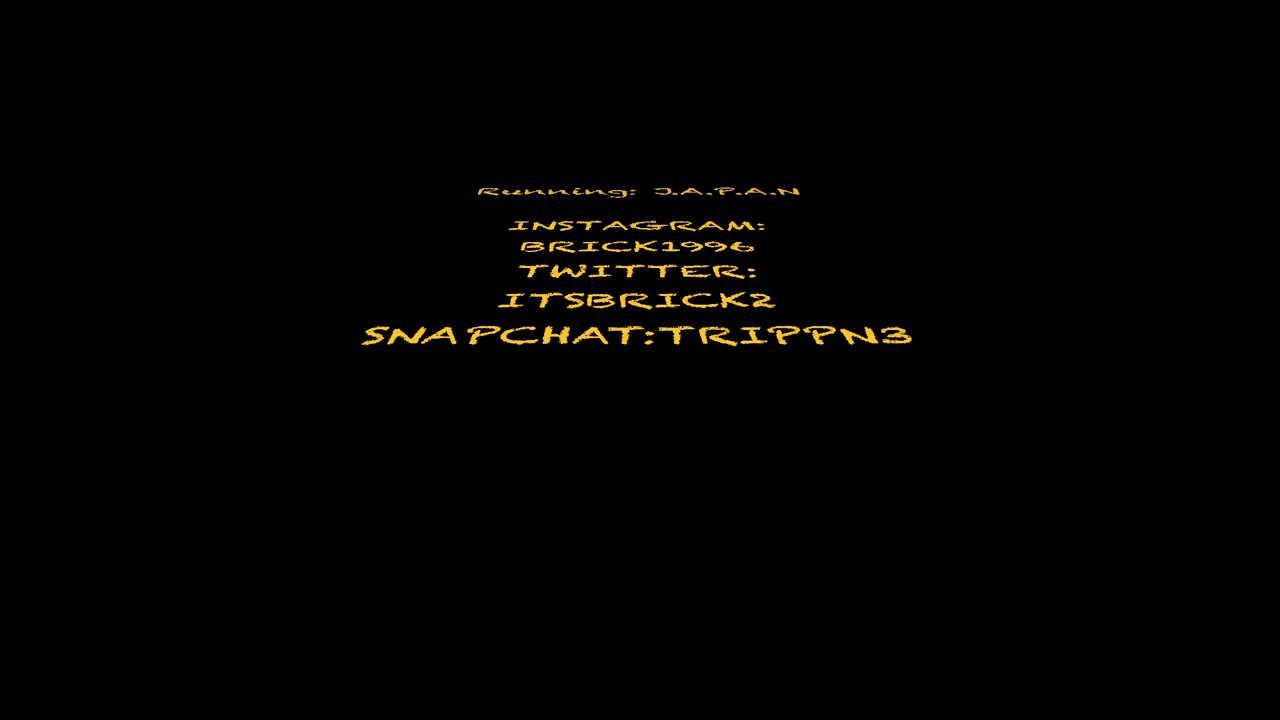 Running: J.A.P.A.N
INSTAGRAM:
BRICK1996
TWITTER:
ITSBRICK2
SNAPCHAT:TRIPPN3